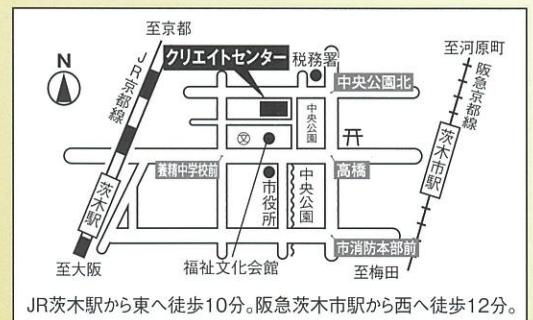 至京都
N
JR京都線
クリエイトセンター
税務署
中央公園北
至河原町
阪急京都線
中央公園
文
養精中学校前
高橋
茨木駅
市役所
中央公園
茨木市駅
市消防本部前
至大阪
福祉文化会館
至梅田
JR茨木駅から東へ徒歩10分。阪急茨木市駅から西へ徒歩12分。